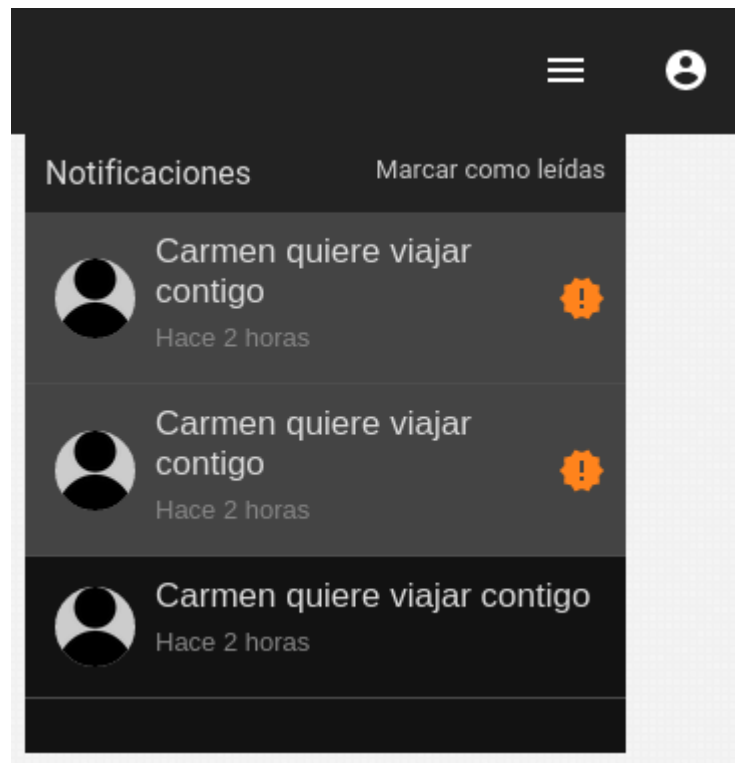 Notificaciones
Marcar como leídas
Carmen quiere viajar
contigo
Hace 2 horas
Carmen quiere viajar
contigo
Hace 2 horas
Carmen quiere viajar contigo
Hace 2 horas